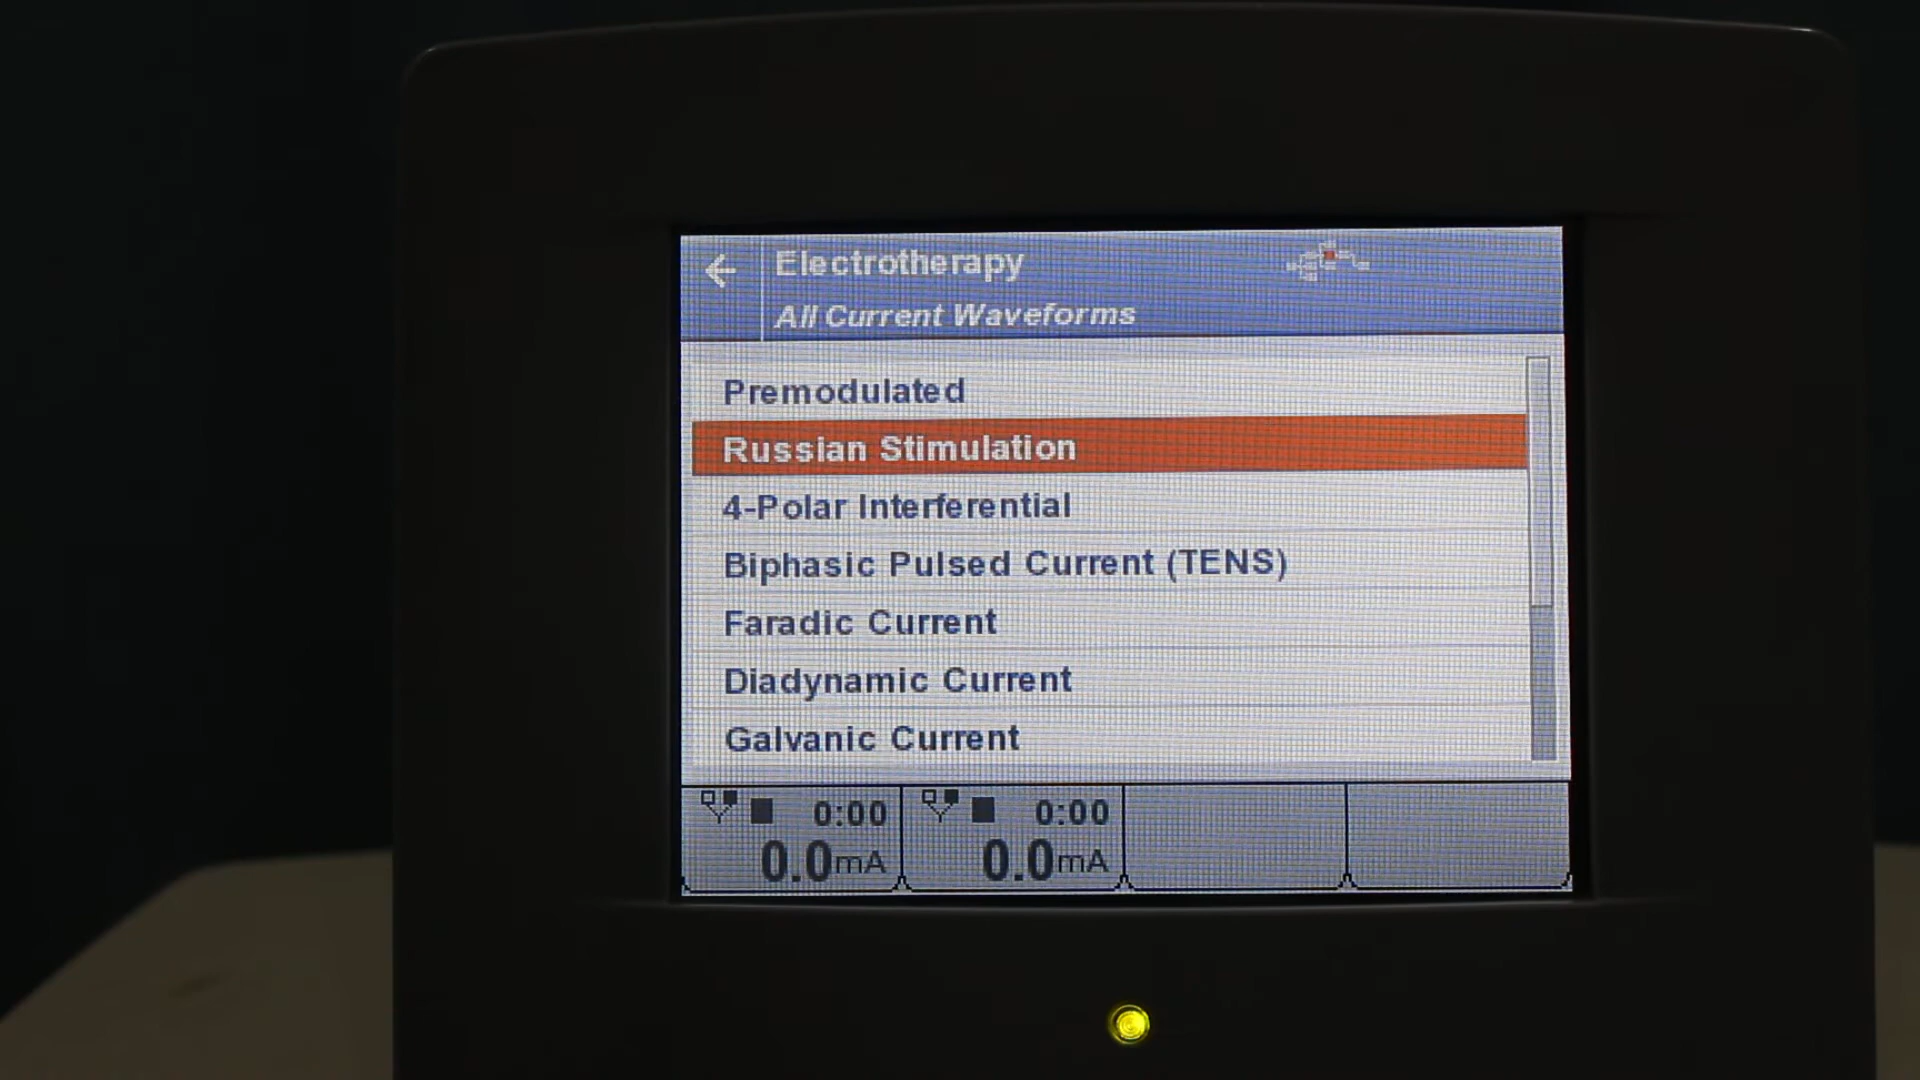 Electrotherapy
All Current Waveforms
Premodulated
Russian Stimulation
4-Polar Interferential
Biphasic Pulsed Current (TENS)
Faradic Current
Diadynamic Current
Galvanic Current
0:00 0:00
0.0mA 0.0mA